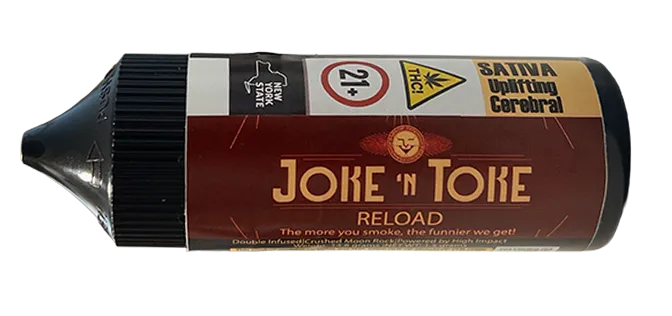 PUSH
NEW
YORK
STATE
21+
THC!
SATIVA
Uplifting
Cerebral
JOKE 'N TOKE
RELOAD
The more you smoke, the funnier we get!
Double Infused|Crushed Moon Rock|Powered by High Impact